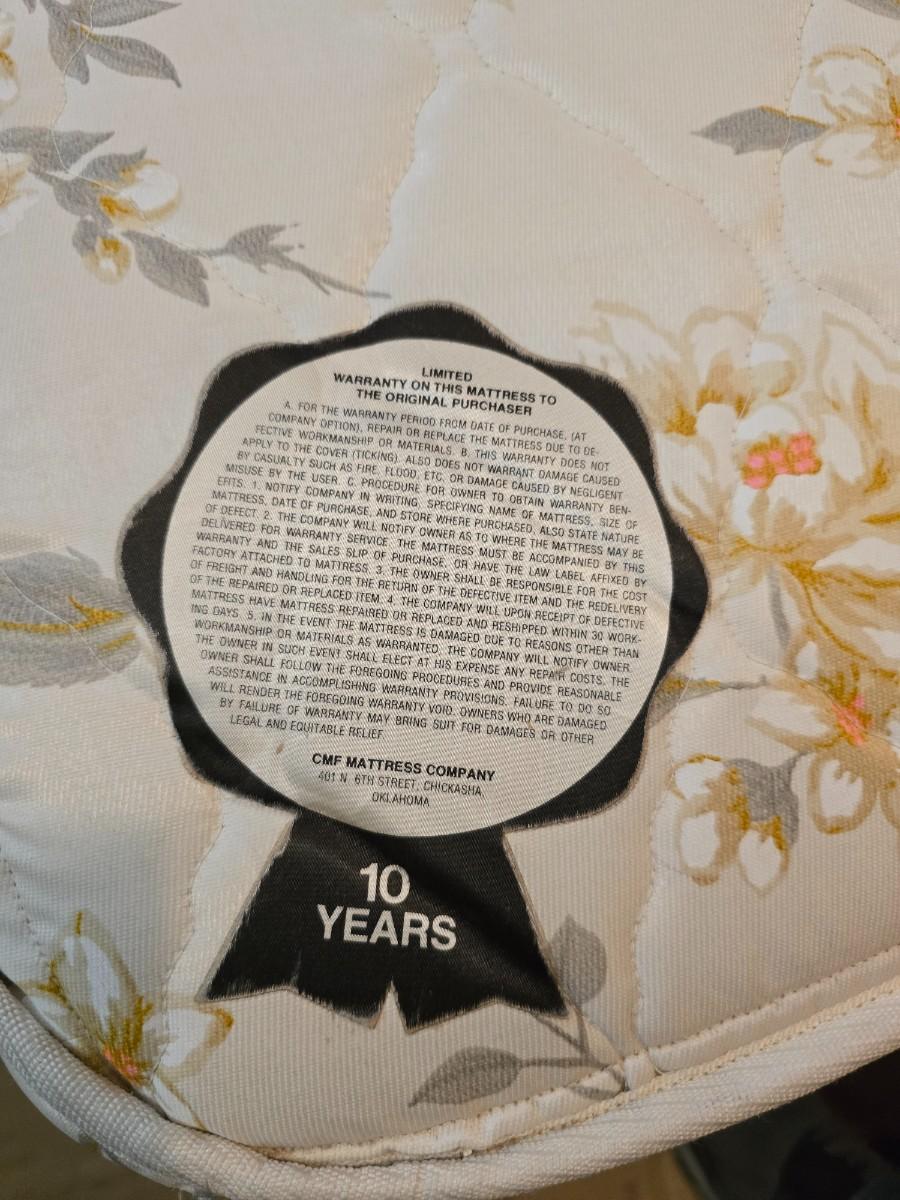 LIMITED
WARRANTY ON THIS MATTRESS TO
THE ORIGINAL PURCHASER
A. FOR THE WARRANTY PERIOD FROM DATE OF PURCHASE, (AT
COMPANY OPTION), REPAIR OR REPLACE THE MATTRESS DUE TO DE-
FECTIVE WORKMANSHIP OR MATERIALS. B. THIS WARRANTY DOES NOT
APPLY TO THE COVER (TICKING). ALSO DOES NOT WARRANT DAMAGE CAUSED
BY CASUALTY SUCH AS FIRE, FLOOD, ETC. OR DAMAGE CAUSED BY NEGLIGENT
MISUSE BY THE USER. C. PROCEDURE FOR OWNER TO OBTAIN WARRANTY BEN-
EFITS. 1. NOTIFY COMPANY IN WRITING, SPECIFYING NAME OF MATTRESS, SIZE OF
MATTRESS, DATE OF PURCHASE, AND STORE WHERE PURCHASED, ALSO STATE NATURE
OF DEFECT. 2. THE COMPANY WILL NOTIFY OWNER AS TO WHERE THE MATTRESS MAY BE
DELIVERED FOR WARRANTY SERVICE. THE MATTRESS MUST BE ACCOMPANIED BY THIS
WARRANTY AND THE SALES SLIP OF PURCHASE, OR HAVE THE LAW LABEL AFFIXED BY
FACTORY ATTACHED TO MATTRESS. 3. THE OWNER SHALL BE RESPONSIBLE FOR THE COST
OF FREIGHT AND HANDLING FOR THE RETURN OF THE DEFECTIVE ITEM AND THE REDELIVERY
OF THE REPAIRED OR REPLACED ITEM. 4. THE COMPANY WILL UPON RECEIPT OF DEFECTIVE
MATTRESS HAVE MATTRESS REPAIRED OR REPLACED AND RESHIPPED WITHIN 30 WORK-
ING DAYS. 5. IN THE EVENT THE MATTRESS IS DAMAGED DUE TO REASONS OTHER THAN
WORKMANSHIP OR MATERIALS AS WARRANTED, THE COMPANY WILL NOTIFY OWNER.
THE OWNER IN SUCH EVENT SHALL ELECT AT HIS EXPENSE ANY REPAIR COSTS. THE
OWNER SHALL FOLLOW THE FOREGOING PROCEDURES AND PROVIDE REASONABLE
ASSISTANCE IN ACCOMPLISHING WARRANTY PROVISIONS. FAILURE TO DO SO
WILL RENDER THE FOREGOING WARRANTY VOID. OWNERS WHO ARE DAMAGED
BY FAILURE OF WARRANTY MAY BRING SUIT FOR DAMAGES OR OTHER
LEGAL AND EQUITABLE RELIEF.
CMF MATTRESS COMPANY
401 N. 6TH STREET, CHICKASHA,
OKLAHOMA
10
YEARS